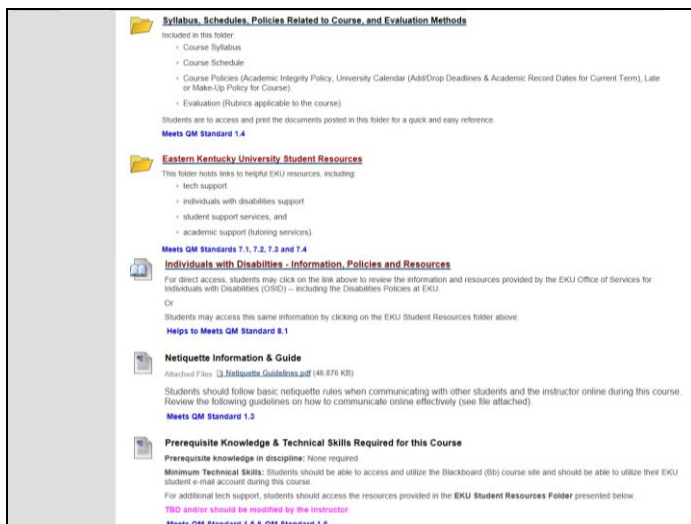 Syllabus, Schedules, Policies Related to Course, and Evaluation Methods
Included in this folder:
Course Syllabus
Course Schedule
Course Policies (Academic Integrity Policy, University Calendar (Add/Drop Deadlines & Academic Record Dates for Current Term), Late
or Make-Up Policy for Course)
Evaluation (Rubrics applicable to the course)
Students are to access and print the documents posted in this folder for a quick and easy reference.
Meets QM Standard 1.4
Eastern Kentucky University Student Resources
This folder holds links to helpful EKU resources, including:
tech support
individuals with disabilities support
student support services, and
academic support (tutoring services).
Meets QM Standards 7.1, 7.2, 7.3 and 7.4
Individuals with Disabilties - Information, Policies and Resources
For direct access, students may click on the link above to review the information and resources provided by the EKU Office of Services for
Individuals with Disabilities (OSID) -- including the Disabilities Policies at EKU.
Or
Students may access this same information by clicking on the EKU Student Resources folder above.
Helps to Meets QM Standard 8.1
Netiquette Information & Guide
Attached Files Netiquette Guidelines.pdf (46.876 KB)
Students should follow basic netiquette rules when communicating with other students and the instructor online during this course.
Review the following guidelines on how to communicate online effectively (see file attached).
Meets QM Standard 1.3
Prerequisite Knowledge & Technical Skills Required for this Course
Prerequisite knowledge in discipline: None required
Minimum Technical Skills: Students should be able to access and utilize the Blackboard (Bb) course site and should be able to utilize their EKU
student e-mail account during this course.
For additional tech support, students should access the resources provided in the EKU Student Resources Folder presented below.
TBD and/or should be modified by the instructor
Meets QM Standard 1.5 & QM Standard 1.6